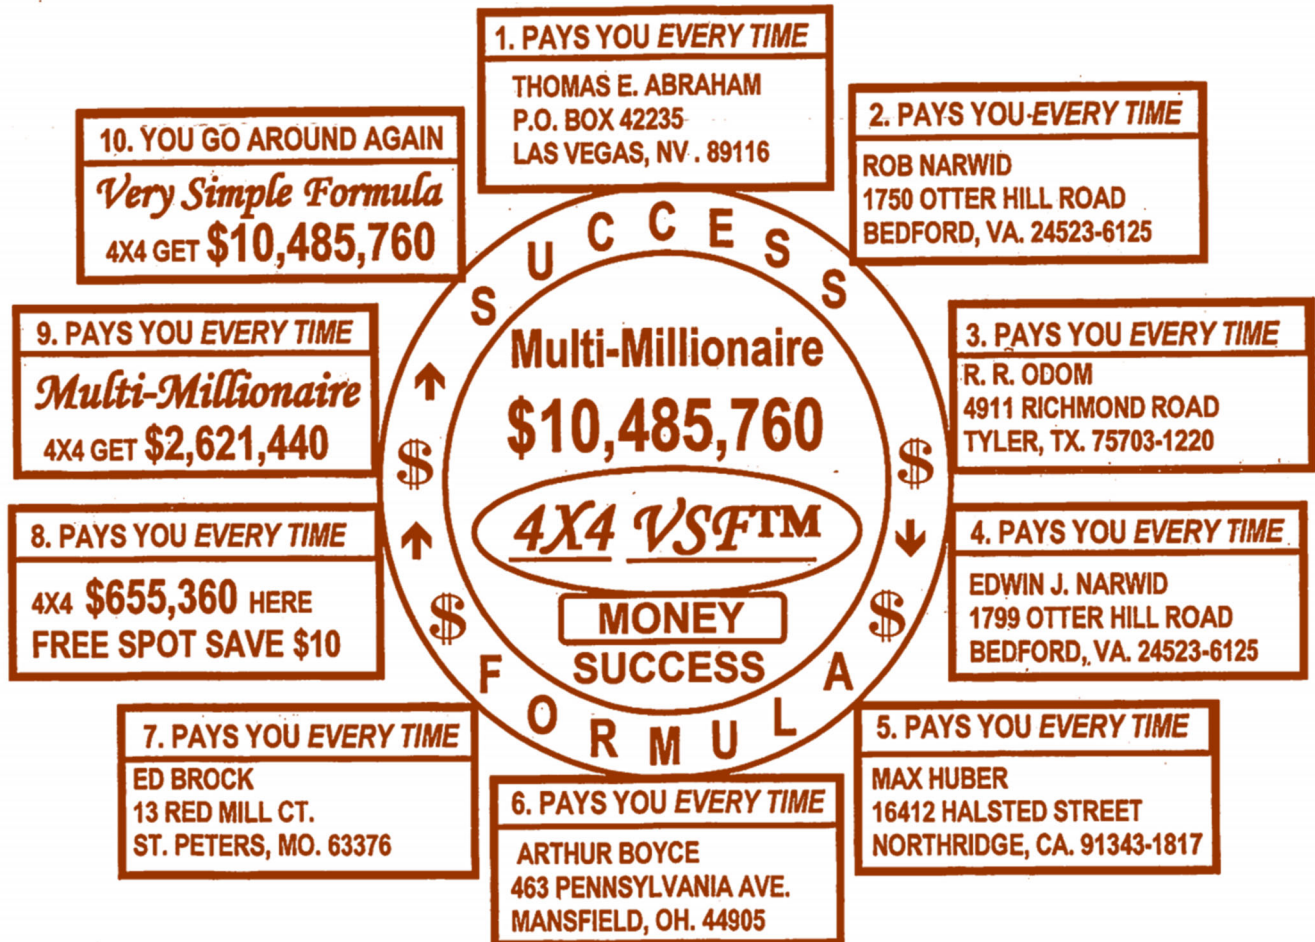 1. PAYS YOU EVERY TIME
THOMAS E. ABRAHAM
P.O. BOX 42235
LAS VEGAS, NV . 89116
2. PAYS YOU EVERY TIME
ROB NARWID
1750 OTTER HILL ROAD
BEDFORD, VA. 24523-6125
3. PAYS YOU EVERY TIME
R. R. ODOM
4911 RICHMOND ROAD
TYLER, TX. 75703-1220
4. PAYS YOU EVERY TIME
EDWIN J. NARWID
1799 OTTER HILL ROAD
BEDFORD, VA. 24523-6125
5. PAYS YOU EVERY TIME
MAX HUBER
16412 HALSTED STREET
NORTHRIDGE, CA. 91343-1817
6. PAYS YOU EVERY TIME
ARTHUR BOYCE
463 PENNSYLVANIA AVE.
MANSFIELD, OH. 44905
7. PAYS YOU EVERY TIME
ED BROCK
13 RED MILL CT.
ST. PETERS, MO. 63376
8. PAYS YOU EVERY TIME
4X4 $655,360 HERE
FREE SPOT SAVE $10
9. PAYS YOU EVERY TIME
Multi-Millionaire
4X4 GET $2,621,440
10. YOU GO AROUND AGAIN
Very Simple Formula
4X4 GET $10,485,760
SUCCESS
$ ↓ $
FORMULA
$ ↑ $ ↑
Multi-Millionaire
$10,485,760
4X4 VSF™
MONEY
SUCCESS